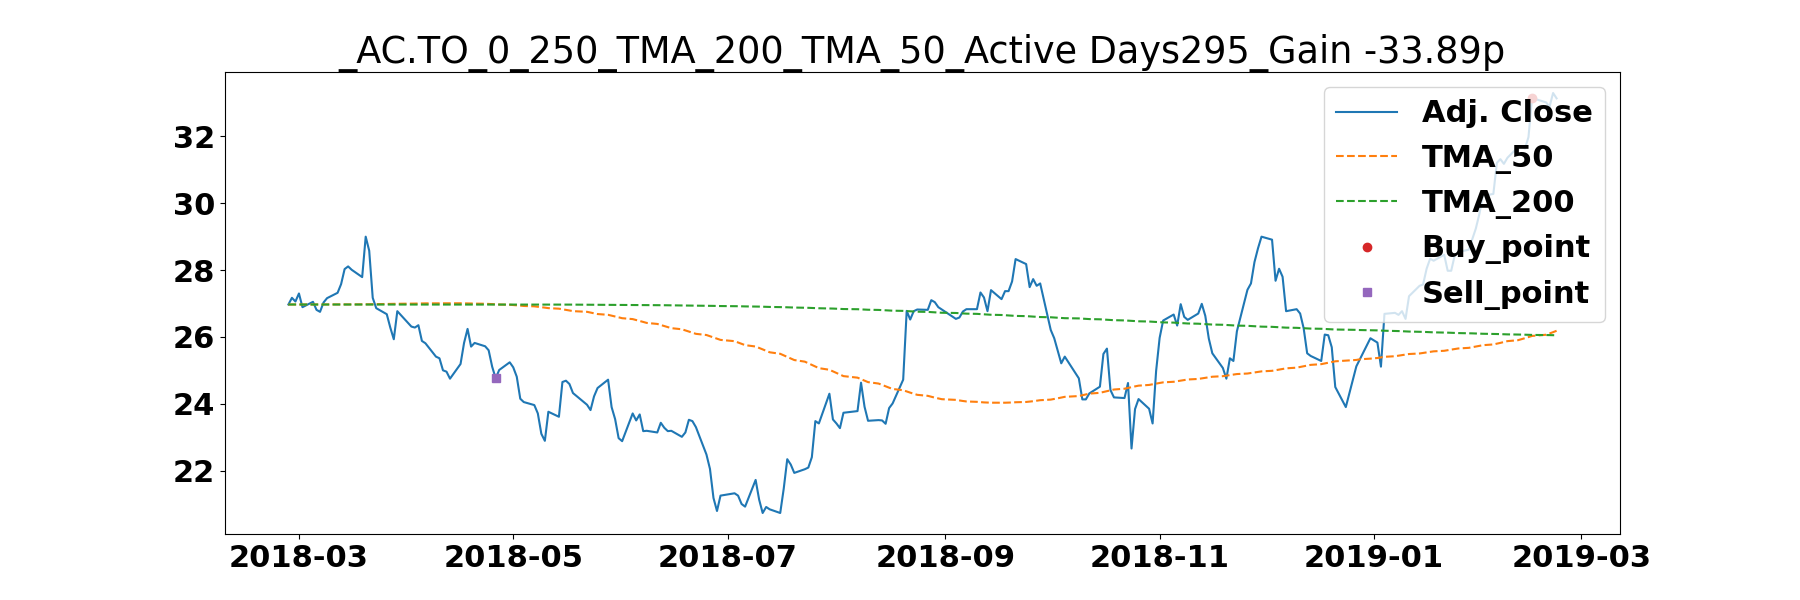 _AC.TO_0_250_TMA_200_TMA_50_Active Days295_Gain -33.89p
Adj. Close
TMA_50
TMA_200
Buy_point
Sell_point
32
30
28
26
24
22
2018-03 2018-05 2018-07 2018-09 2018-11 2019-01 2019-03